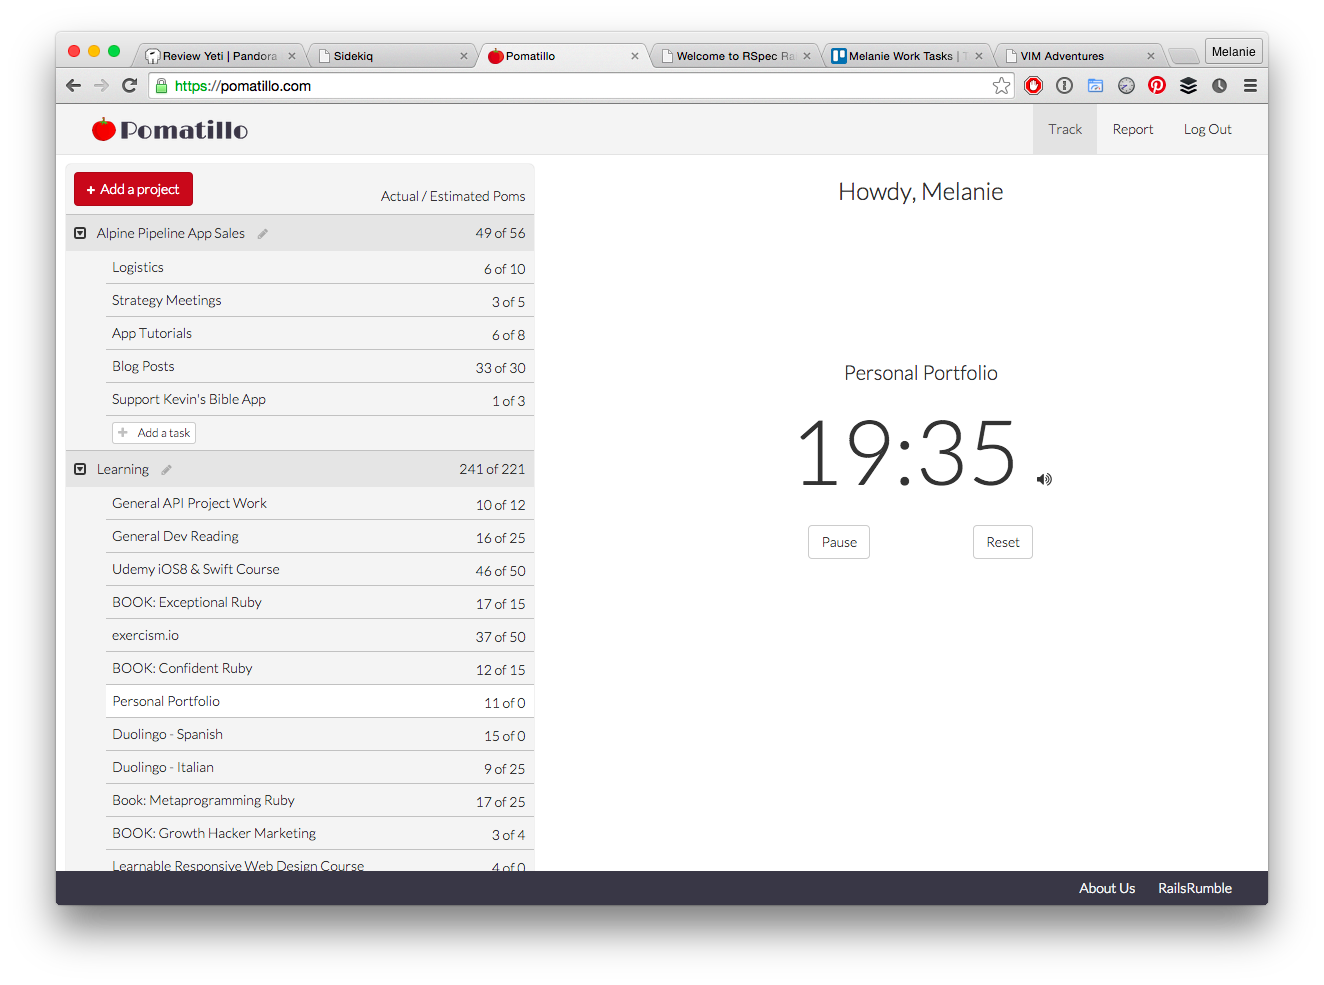 Review Yeti | Pandora
Sidekiq
Pomatillo
Welcome to RSpec Ra
Melanie Work Tasks | T
VIM Adventures
Melanie
https://pomatillo.com
Pomatillo
Track
Report
Log Out
+ Add a project
Actual / Estimated Poms
Alpine Pipeline App Sales 49 of 56
Logistics 6 of 10
Strategy Meetings 3 of 5
App Tutorials 6 of 8
Blog Posts 33 of 30
Support Kevin's Bible App 1 of 3
+ Add a task
Learning 241 of 221
General API Project Work 10 of 12
General Dev Reading 16 of 25
Udemy iOS8 & Swift Course 46 of 50
BOOK: Exceptional Ruby 17 of 15
exercism.io 37 of 50
BOOK: Confident Ruby 12 of 15
Personal Portfolio 11 of 0
Duolingo - Spanish 15 of 0
Duolingo - Italian 9 of 25
Book: Metaprogramming Ruby 17 of 25
BOOK: Growth Hacker Marketing 3 of 4
Learnable Responsive Web Design Course 4 of 0
Howdy, Melanie
Personal Portfolio
19:35
Pause
Reset
About Us
RailsRumble